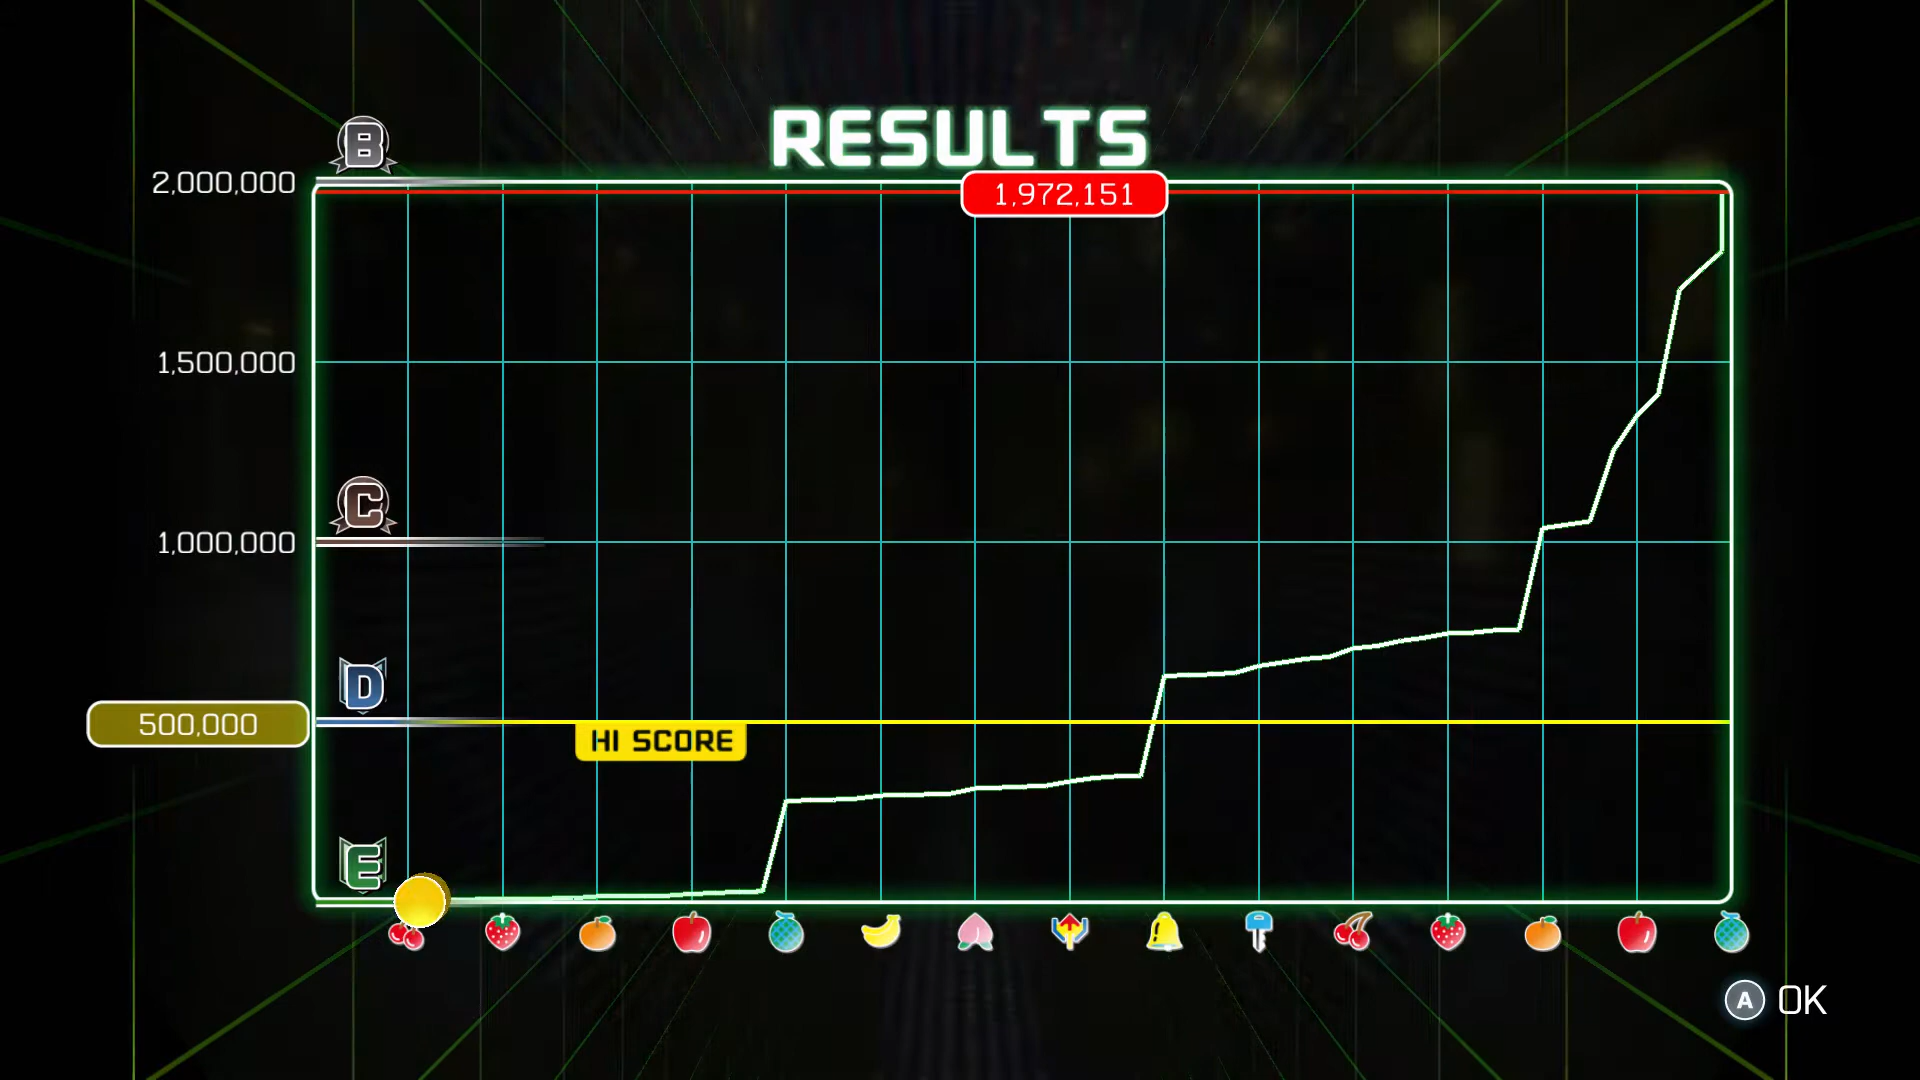 RESULTS
B
2,000,000
1,972,151
1,500,000
C
1,000,000
D
500,000
HI SCORE
E
A OK